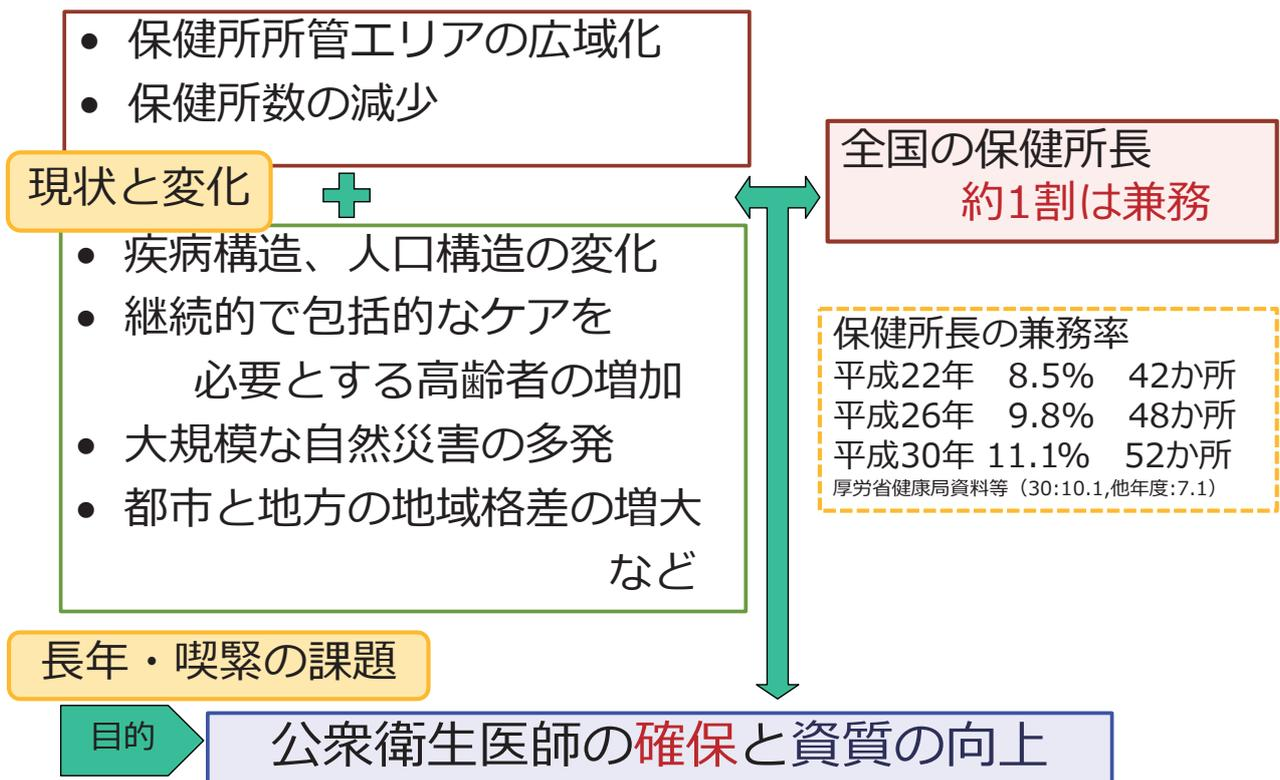 • 保健所所管エリアの広域化
• 保健所数の減少
現状と変化
• 疾病構造、人口構造の変化
• 継続的で包括的なケアを
必要とする高齢者の増加
• 大規模な自然災害の多発
• 都市と地方の地域格差の増大
など
全国の保健所長
約1割は兼務
保健所長の兼務率
平成22年 8.5% 42か所
平成26年 9.8% 48か所
平成30年 11.1% 52か所
厚労省健康局資料等（30:10.1,他年度:7.1）
長年・喫緊の課題
目的
公衆衛生医師の確保と資質の向上